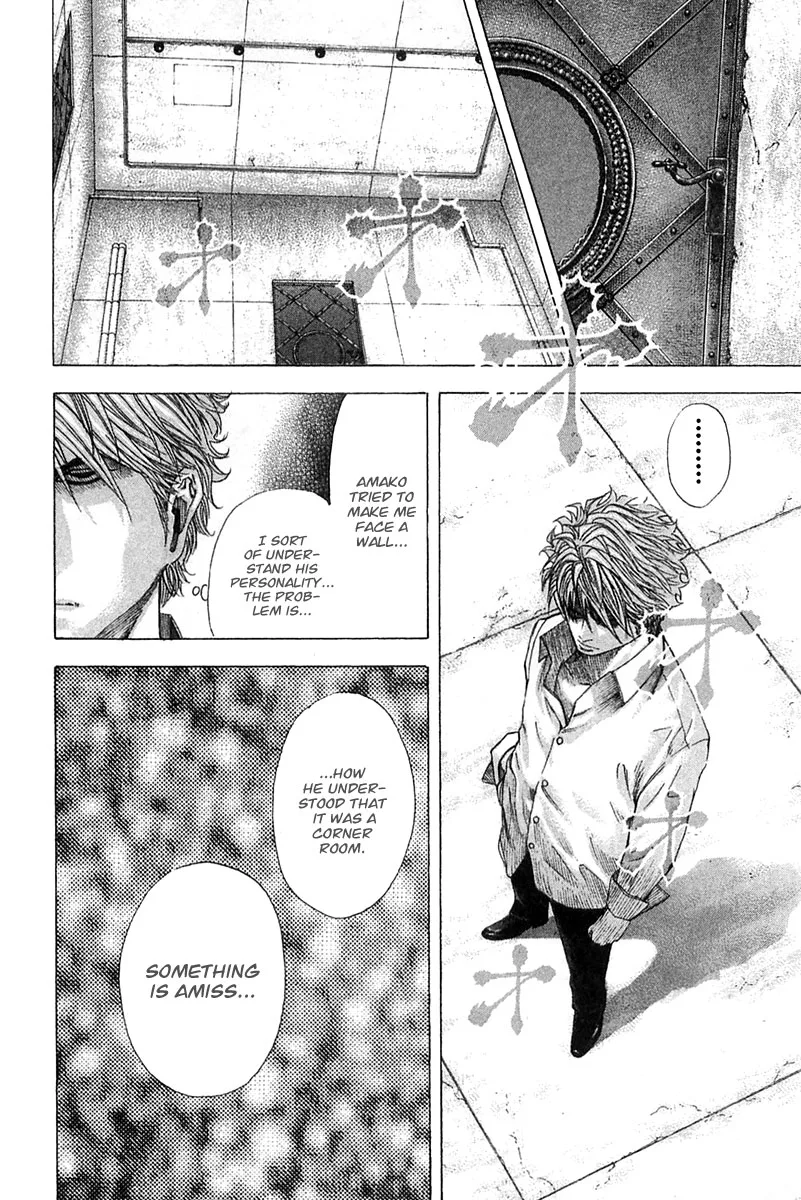 .........
AMAKO
TRIED TO
MAKE ME
FACE A
WALL...
I SORT
OF UNDER-
STAND HIS
PERSONALITY...
THE PROB-
LEM IS...
...HOW
HE UNDER-
STOOD THAT
IT WAS A
CORNER
ROOM.
SOMETHING
IS AMISS...